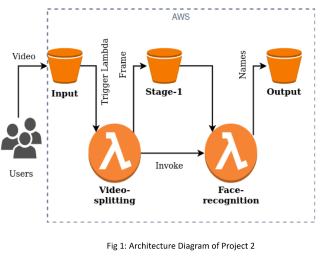 AWS
Video
Trigger Lambda
Frame
Names
Input
Stage-1
Output
Users
Invoke
Video-
splitting
Face-
recognition
Fig 1: Architecture Diagram of Project 2